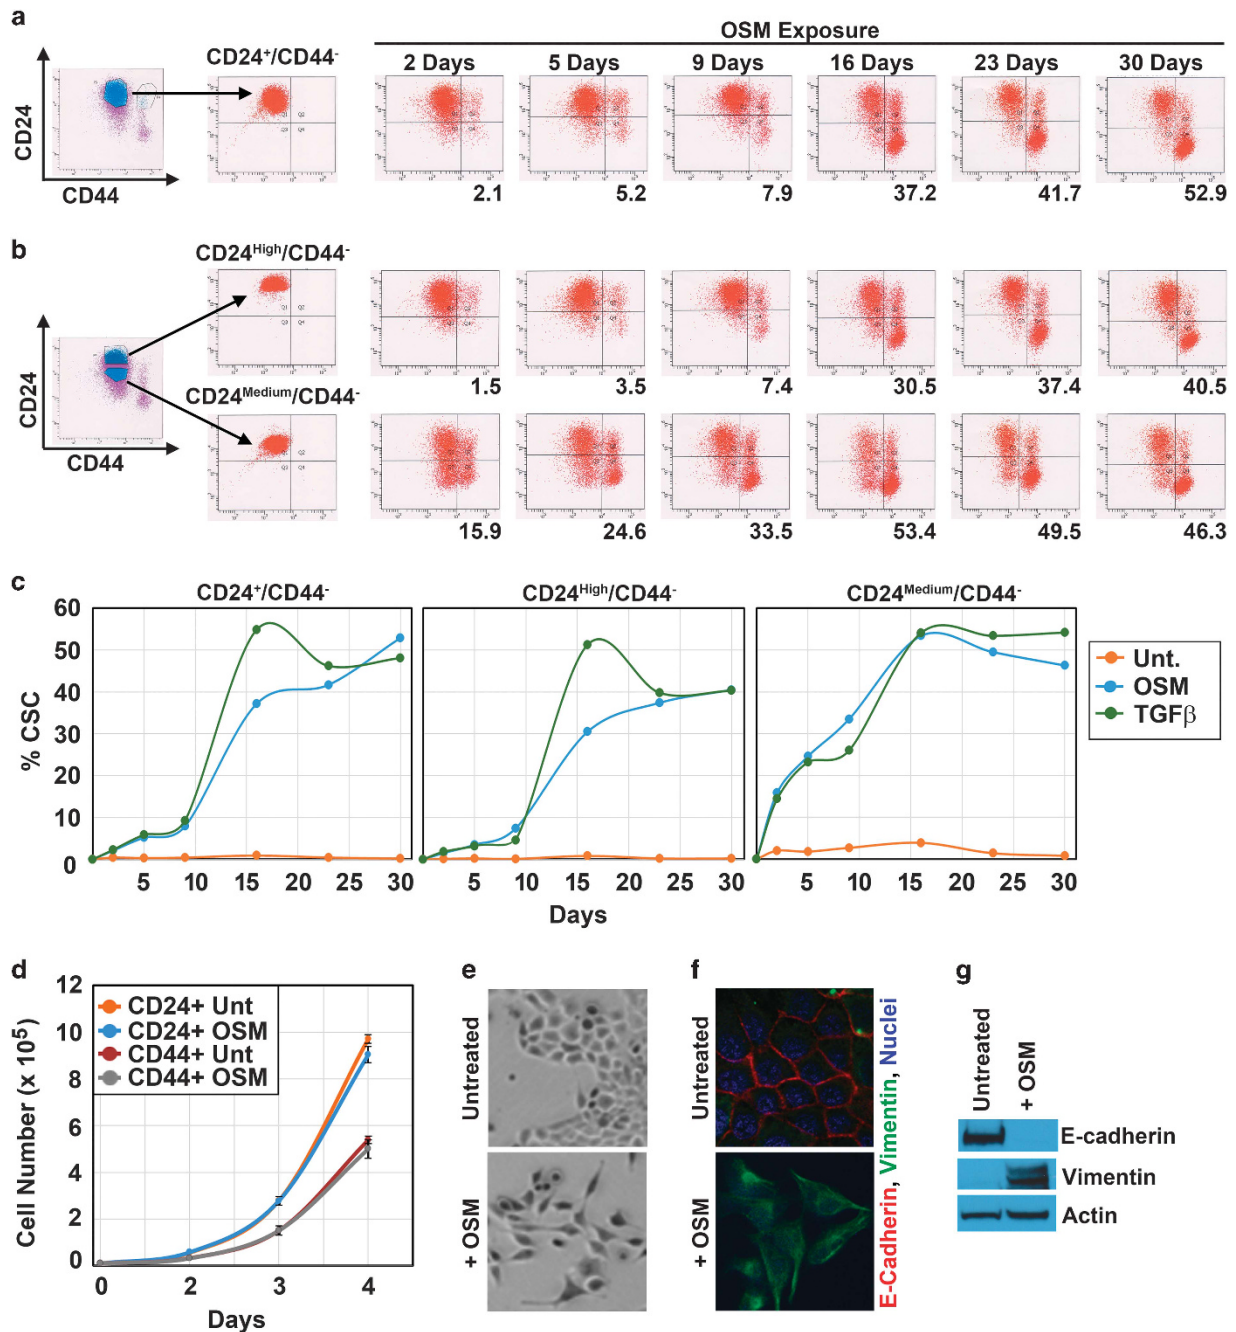 a
CD24+/CD44-
OSM Exposure
2 Days 5 Days 9 Days 16 Days 23 Days 30 Days
CD24
CD44
2.1 5.2 7.9 37.2 41.7 52.9
b
CD24High/CD44-
1.5 3.5 7.4 30.5 37.4 40.5
CD24
CD44
CD24Medium/CD44-
15.9 24.6 33.5 53.4 49.5 46.3
c
CD24+/CD44- CD24High/CD44- CD24Medium/CD44-
% CSC
60
50
40
30
20
10
0
5 10 15 20 25 30 5 10 15 20 25 30 5 10 15 20 25 30
Days
Unt.
OSM
TGFβ
d
Cell Number (x 10⁵)
12
10
8
6
4
2
0
0 2 3 4
Days
CD24+ Unt
CD24+ OSM
CD44+ Unt
CD44+ OSM
e
Untreated
+ OSM
f
Untreated
+ OSM
E-Cadherin, Vimentin, Nuclei
g
Untreated
+ OSM
E-cadherin
Vimentin
Actin